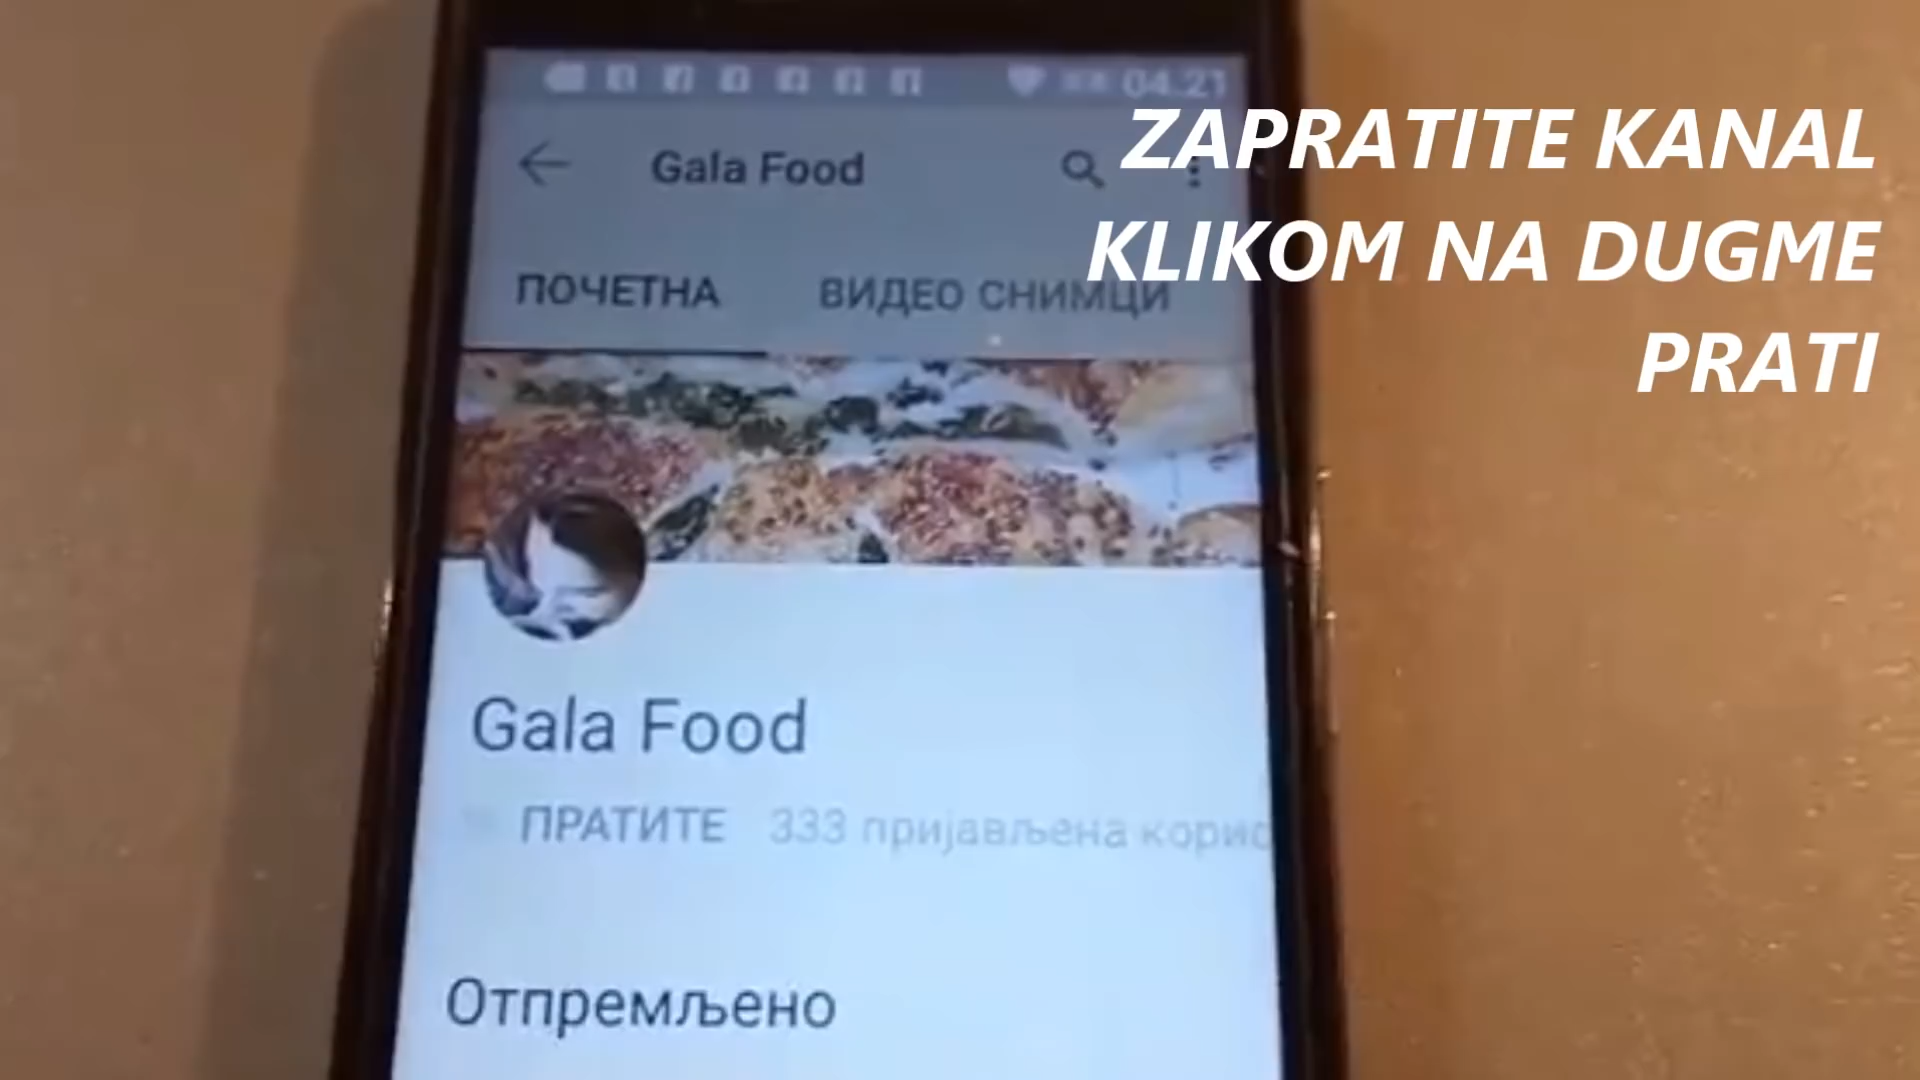 04.21
Gala Food
ZAPRATITE KANAL
KLIKOM NA DUGME
PRATI
ПОЧЕТНА ВИДЕО СНИМЦИ
Gala Food
ПРАТИТЕ 333 пријављена корис
Отпремљено